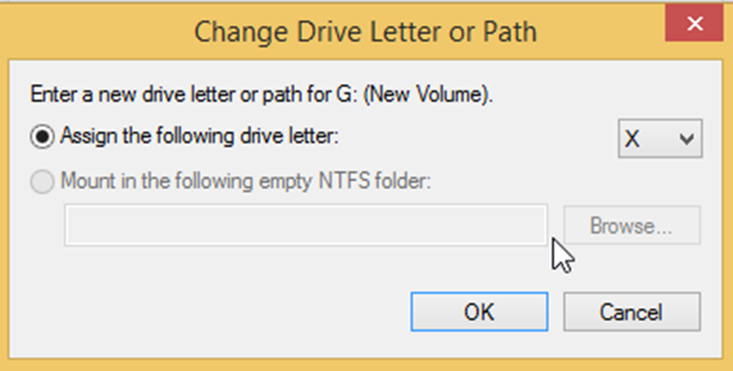 Change Drive Letter or Path
Enter a new drive letter or path for G: (New Volume).
Assign the following drive letter:
X
Mount in the following empty NTFS folder:
Browse...
OK
Cancel